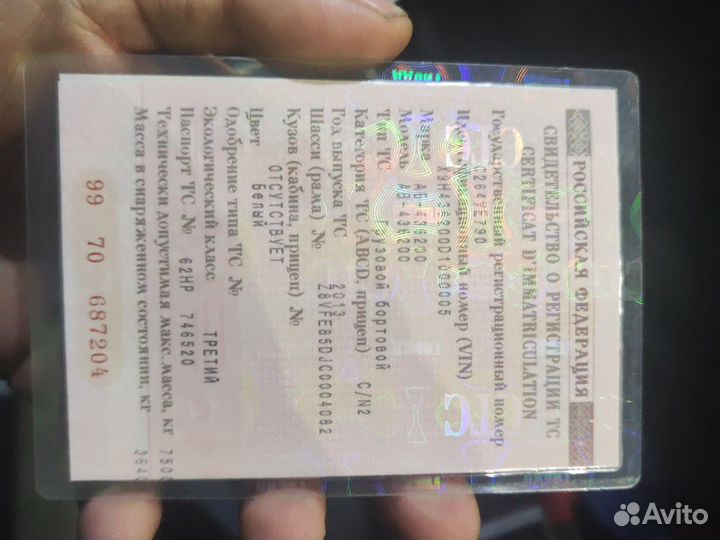 РОССИЙСКАЯ ФЕДЕРАЦИЯ
СВИДЕТЕЛЬСТВО О РЕГИСТРАЦИИ ТС
CERTIFICAT D'IMMATRICULATION
Государственный регистрационный номер
Идентификационный номер (VIN)
Марка
Модель
Тип ТС Грузовой бортовой
Категория ТС (ABCD, прицеп) C/N2
Год выпуска ТС 2013
Шасси (рама) № Z8VFE85DJC0004082
Кузов (кабина, прицеп) №
ОТСУТСТВУЕТ
Цвет Белый
Одобрение типа ТС №
Экологический класс ТРЕТИЙ
Паспорт ТС № 62НР 746520
Технически допустимая макс.масса, кг 7500
Масса в снаряженном состоянии, кг
99 70 687204
Avito